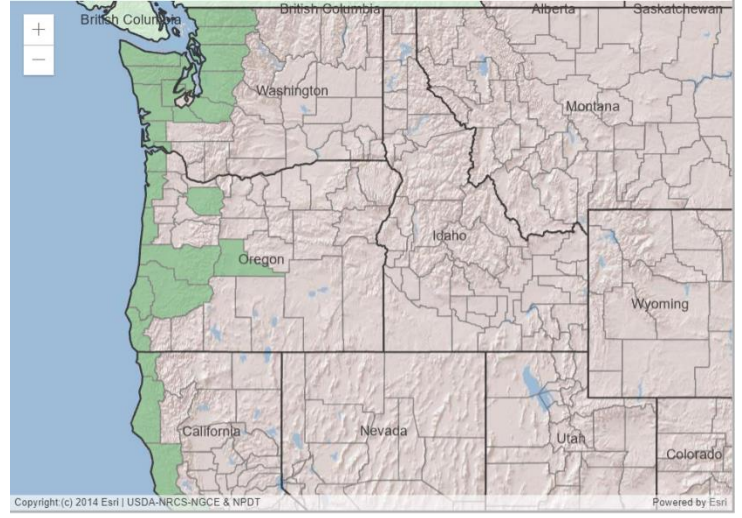 British Columbia
British Columbia
Alberta
Saskatchewan
+
Washington
−
Montana
Idaho
Oregon
Wyoming
California
Nevada
Utah
Colorado
Copyright (c) 2014 Esri | USDA-NRCS-NGCE & NPDT
Powered by Esri